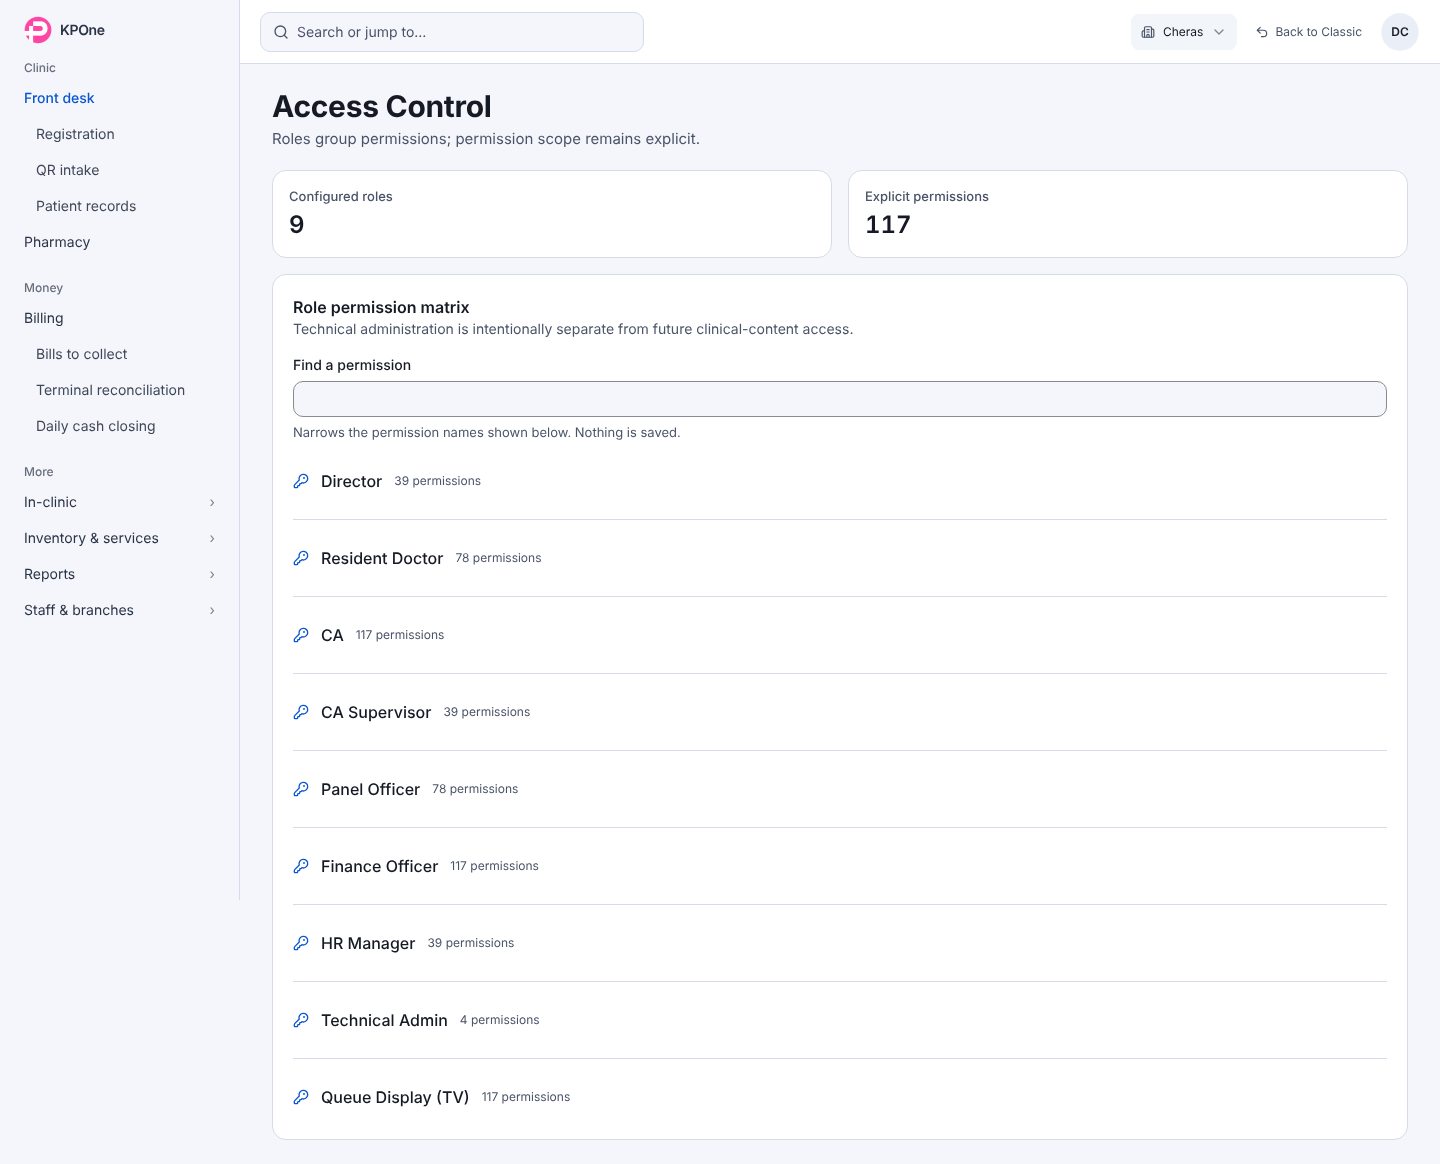 KPOne
Clinic
Front desk
Registration
QR intake
Patient records
Pharmacy
Money
Billing
Bills to collect
Terminal reconciliation
Daily cash closing
More
In-clinic
Inventory & services
Reports
Staff & branches
Search or jump to...
Cheras
Back to Classic
DC
Access Control
Roles group permissions; permission scope remains explicit.
Configured roles
9
Explicit permissions
117
Role permission matrix
Technical administration is intentionally separate from future clinical-content access.
Find a permission
Narrows the permission names shown below. Nothing is saved.
Director 39 permissions
Resident Doctor 78 permissions
CA 117 permissions
CA Supervisor 39 permissions
Panel Officer 78 permissions
Finance Officer 117 permissions
HR Manager 39 permissions
Technical Admin 4 permissions
Queue Display (TV) 117 permissions